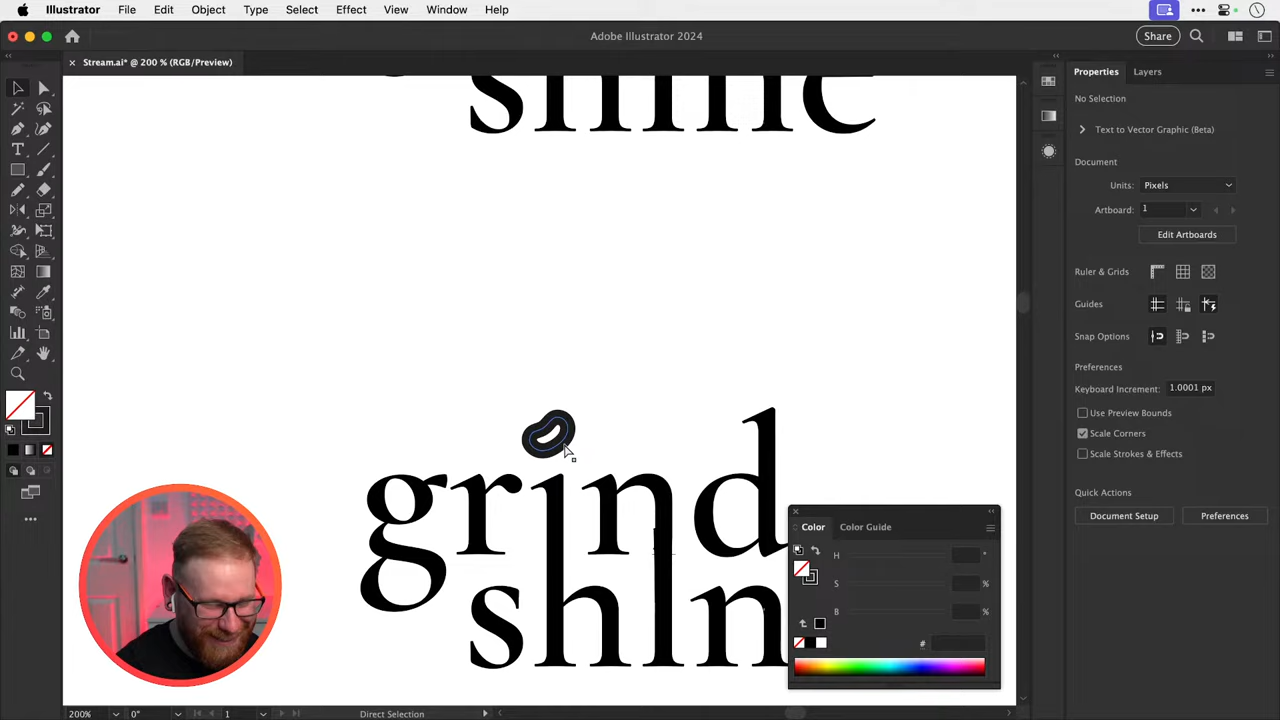 Illustrator File Edit Object Type Select Effect View Window Help
Adobe Illustrator 2024
Share
Stream.ai* @ 200 % (RGB/Preview)
Properties Layers
No Selection
Text to Vector Graphic (Beta)
Document
Units: Pixels
Artboard: 1
Edit Artboards
Ruler & Grids
Guides
Snap Options
Preferences
Keyboard Increment: 1.0001 px
Use Preview Bounds
Scale Corners
Scale Strokes & Effects
Quick Actions
Document Setup Preferences
shine
grind
shın
Color Color Guide
H °
S %
B %
#
200% 0° 1 Direct Selection